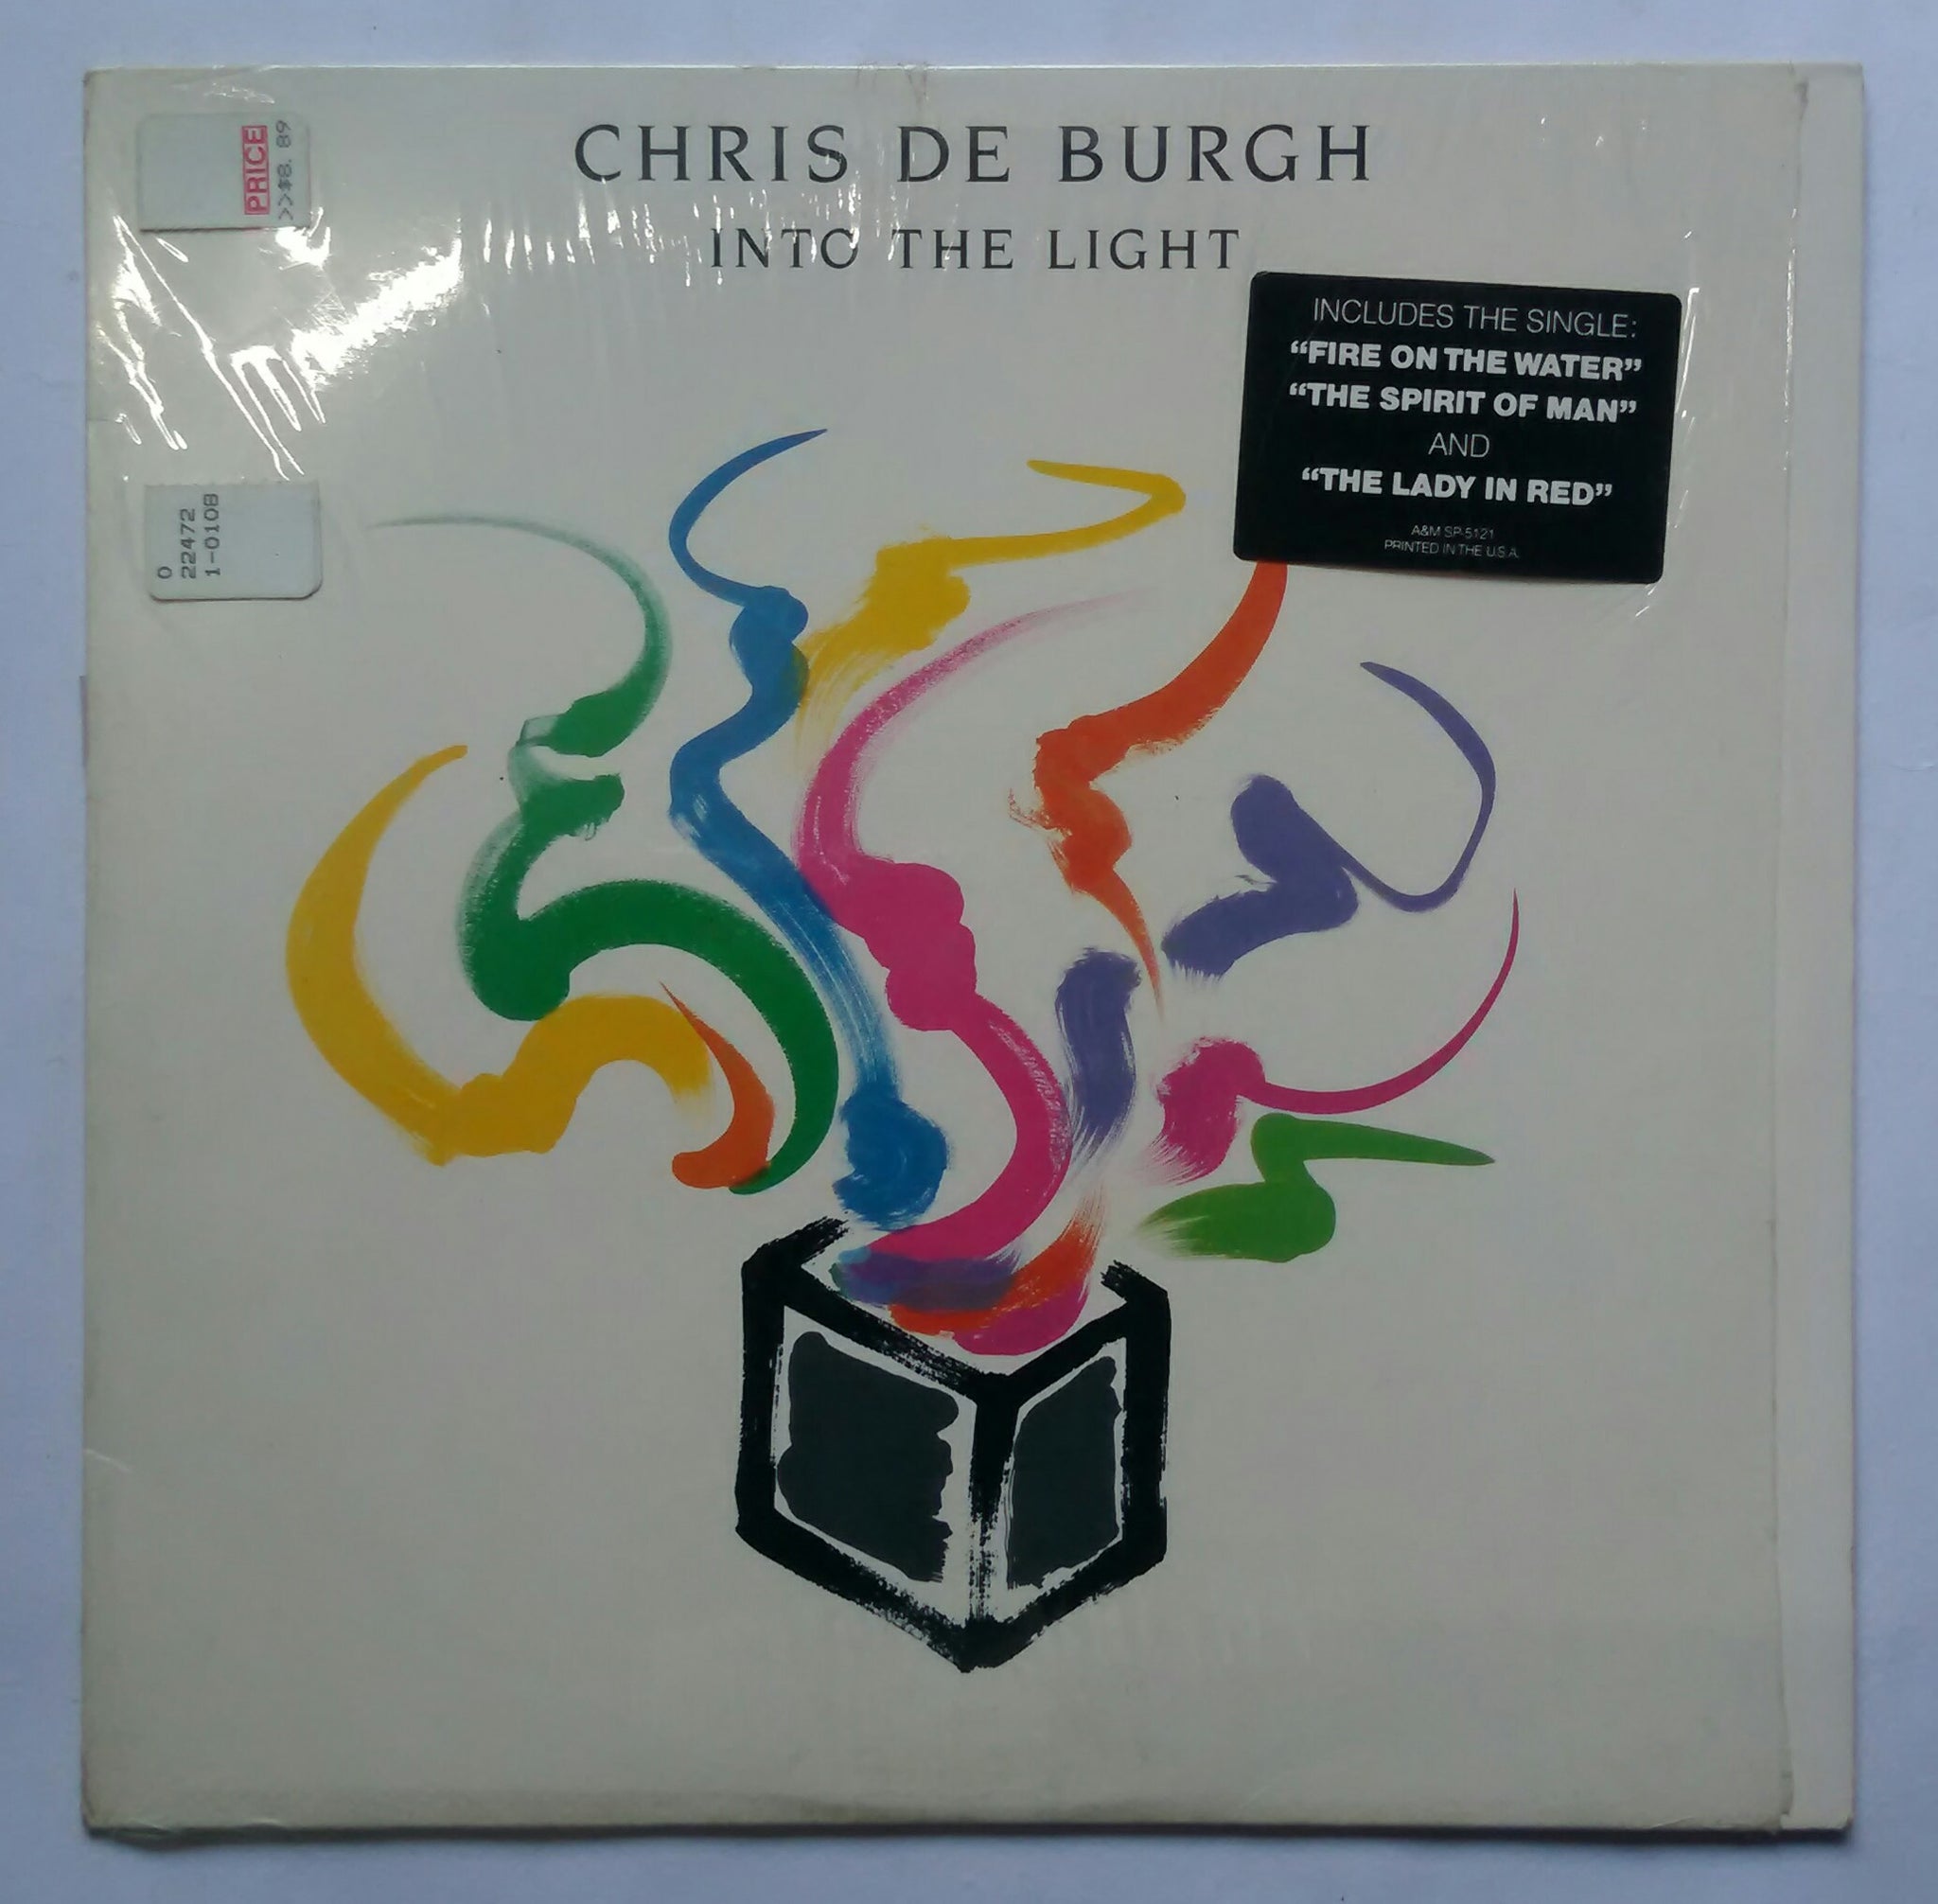 CHRIS DE BURGH
INTO THE LIGHT
PRICE
>>$8.89
INCLUDES THE SINGLE:
“FIRE ON THE WATER”
“THE SPIRIT OF MAN”
AND
“THE LADY IN RED”
A&M SP-5121
PRINTED IN THE U.S.A.
0
22472
1-0108